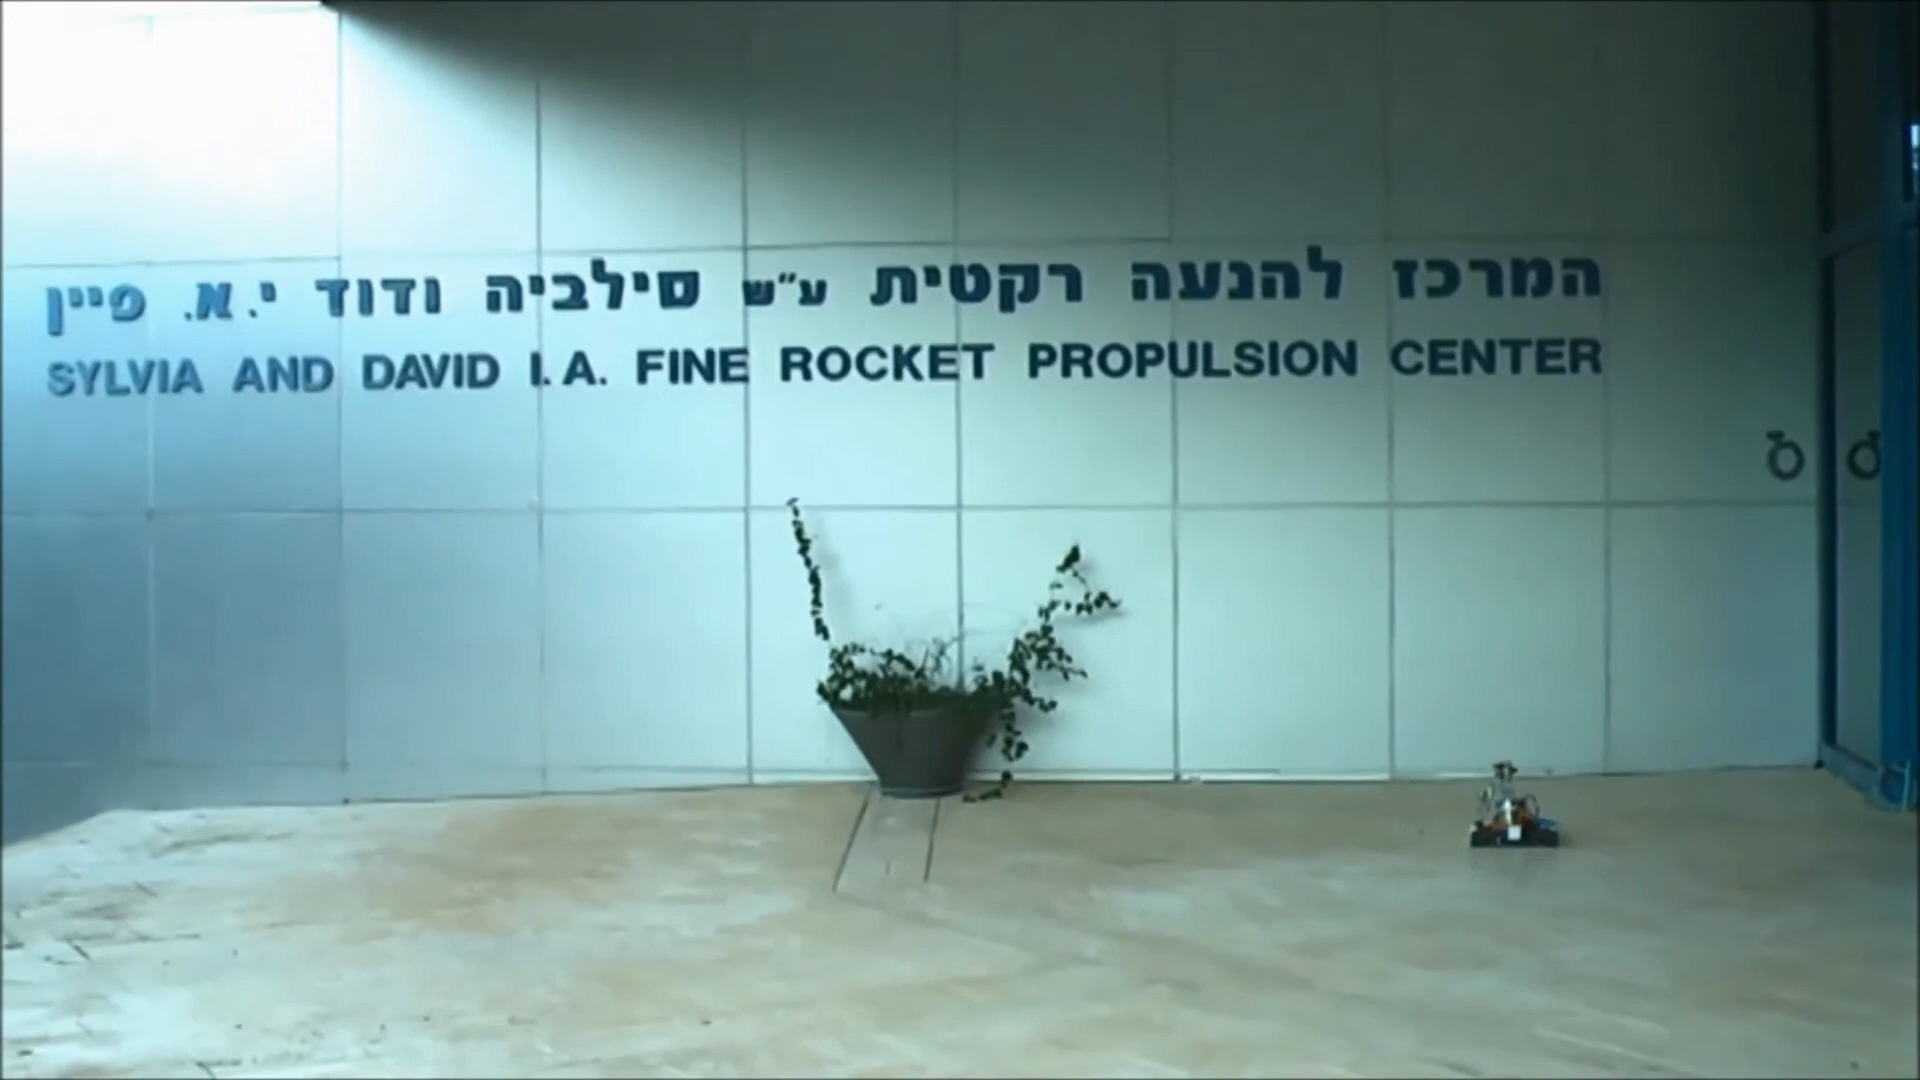 המרכז להנעה רקטית ע"ש סילביה ודוד י.א. פיין
SYLVIA AND DAVID I.A. FINE ROCKET PROPULSION CENTER